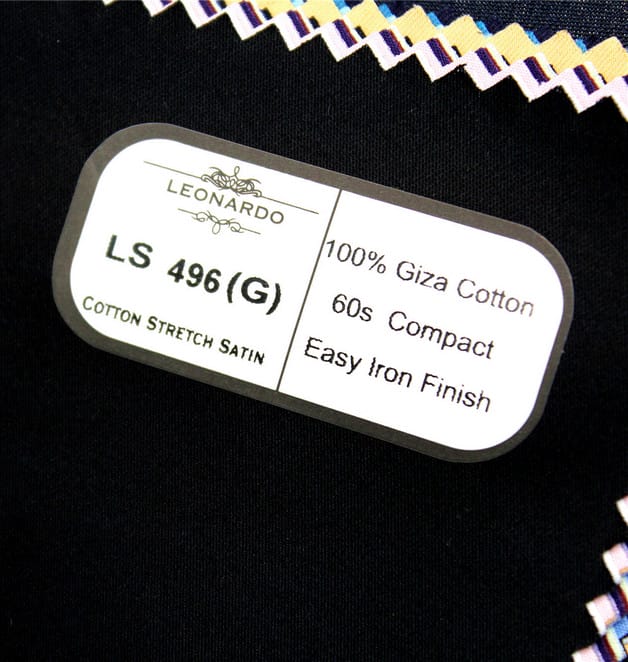 LEONARDO
LS 496 (G)
COTTON STRETCH SATIN
100% Giza Cotton
60s Compact
Easy Iron Finish